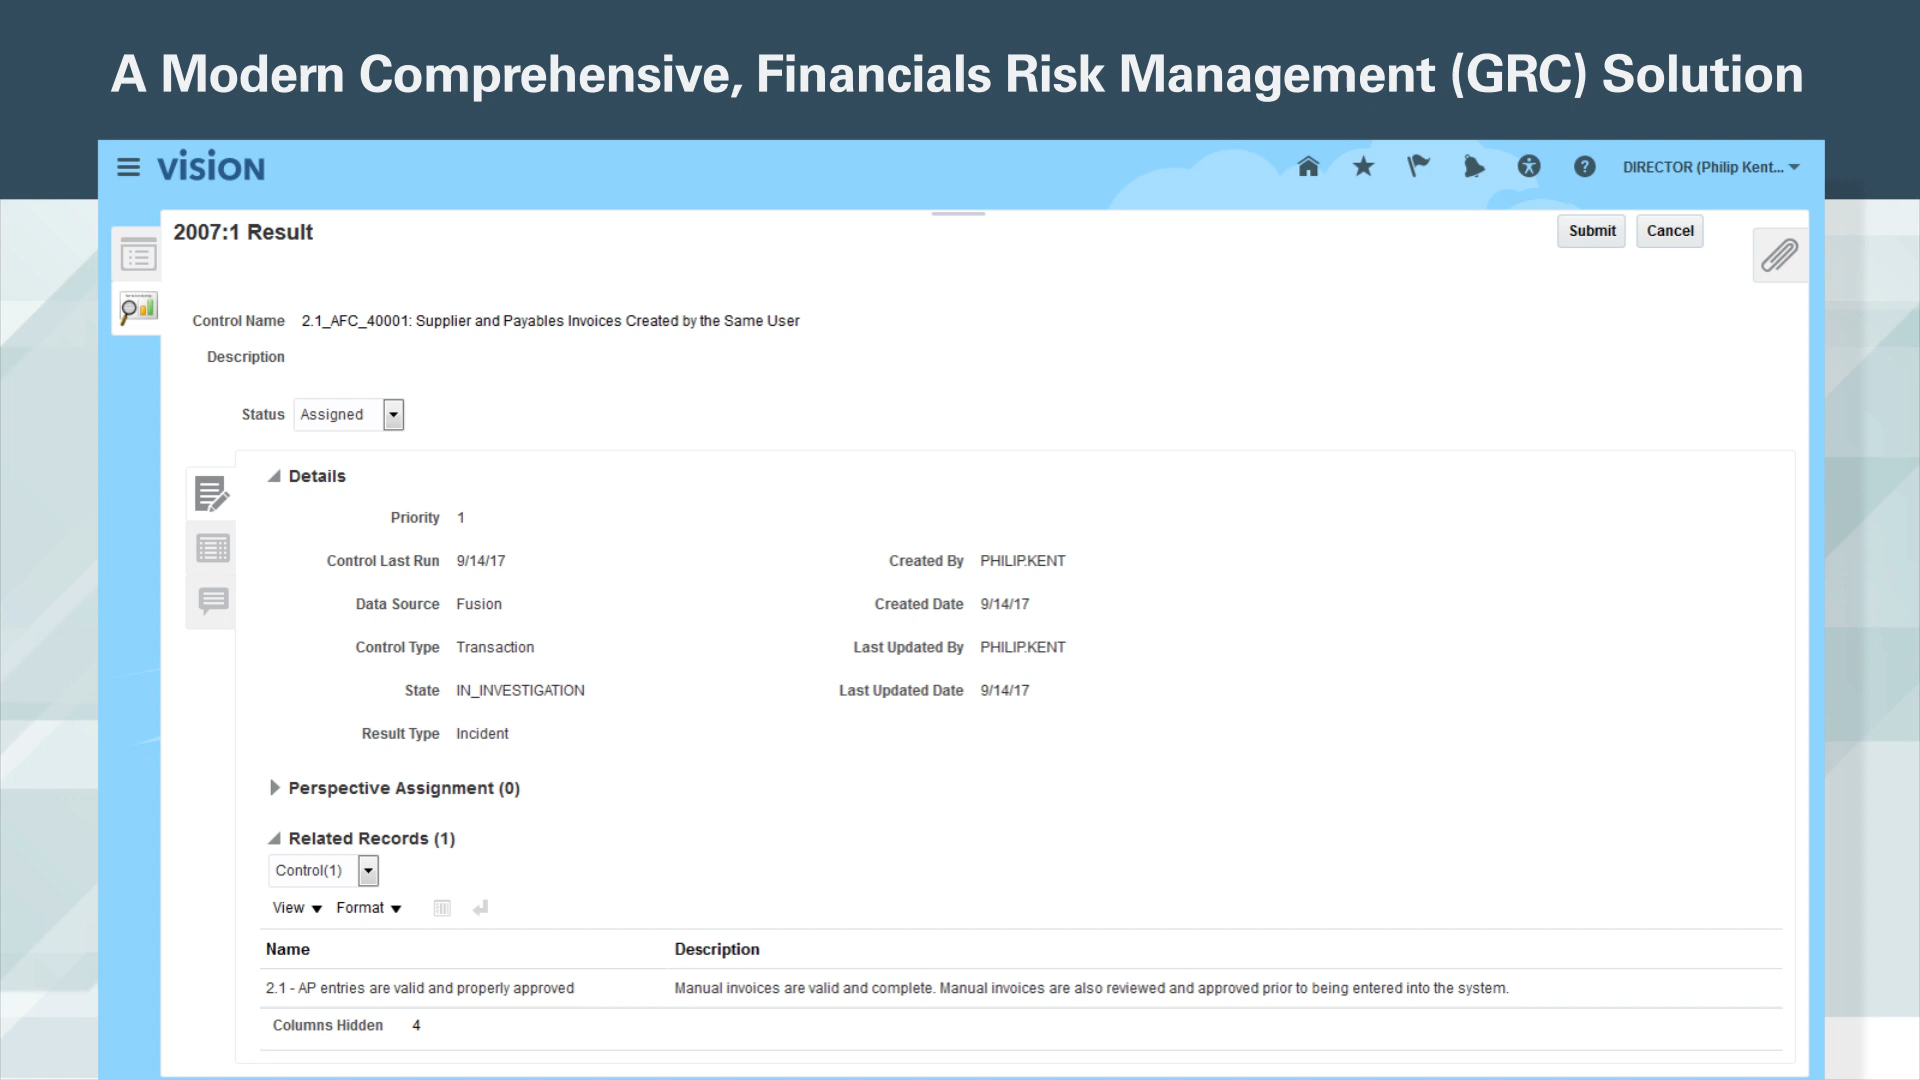 A Modern Comprehensive, Financials Risk Management (GRC) Solution
VISION
DIRECTOR (Philip Kent...
2007:1 Result
Submit Cancel
Control Name 2.1_AFC_40001: Supplier and Payables Invoices Created by the Same User
Description
Status Assigned
Details
Priority 1
Control Last Run 9/14/17 Created By PHILIP.KENT
Data Source Fusion Created Date 9/14/17
Control Type Transaction Last Updated By PHILIP.KENT
State IN_INVESTIGATION Last Updated Date 9/14/17
Result Type Incident
Perspective Assignment (0)
Related Records (1)
Control(1)
View Format
Name Description
2.1 - AP entries are valid and properly approved Manual invoices are valid and complete. Manual invoices are also reviewed and approved prior to being entered into the system.
Columns Hidden 4